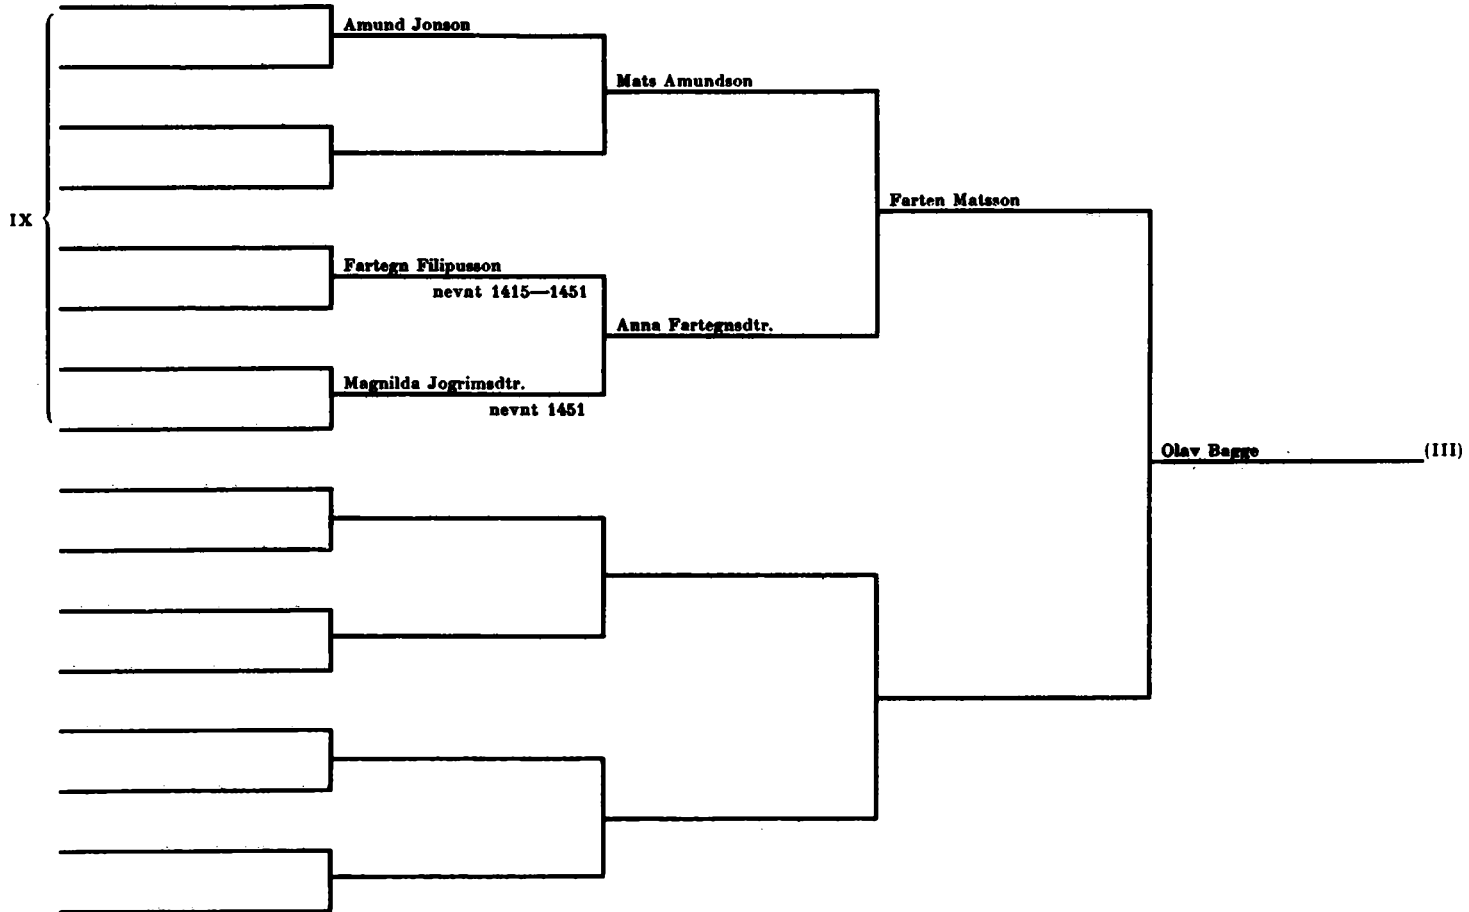 Amund Jonson
Mats Amundson
Farten Matsson
IX
Fartegn Filipusson
nevnt 1415—1451
Anna Fartegnsdtr.
Magnilda Jogrimsdtr.
nevnt 1451
Olav Bagge (III)